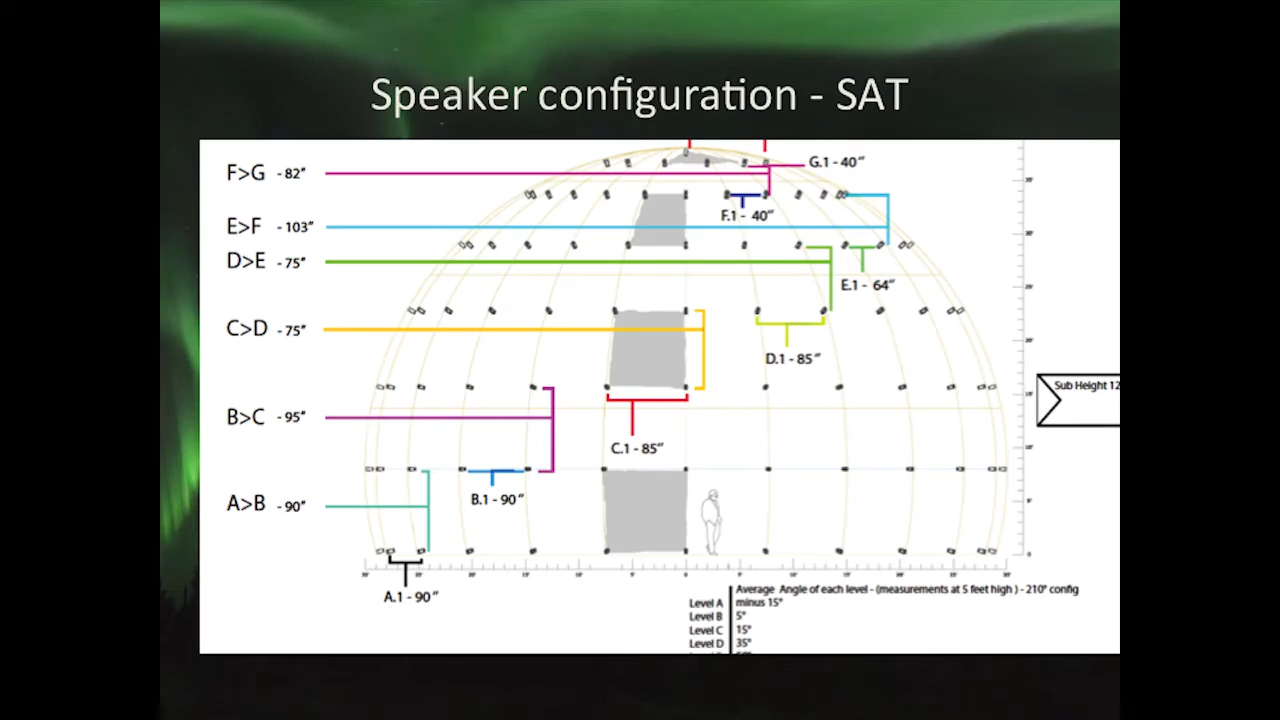 Speaker configuration - SAT
F>G - 82"
G.1 - 40"
F.1 - 40"
E>F - 103"
D>E - 75"
E.1 - 64"
C>D - 75"
D.1 - 85"
Sub Height 12
B>C - 95"
C.1 - 85"
B.1 - 90"
A>B - 90"
A.1 - 90"
Average Angle of each level - (measurements at 5 feet high ) - 210° config
Level A minus 15°
Level B 5°
Level C 15°
Level D 35°